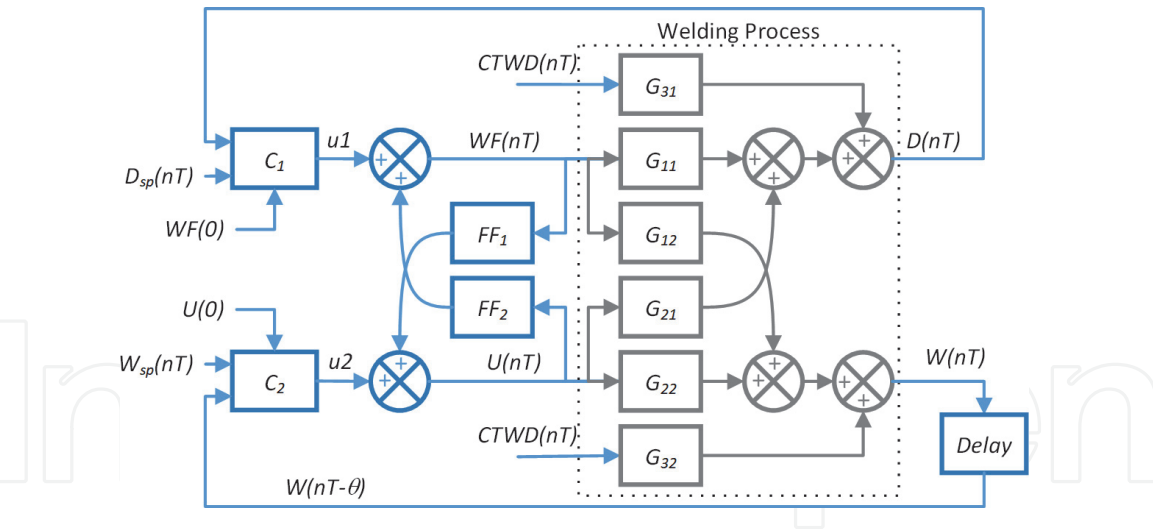 Welding Process
CTWD(nT)
G31
u1
WF(nT)
C1
+
+
G11
+
+
+
+
D(nT)
Dsp(nT)
WF(0)
FF1
G12
U(0)
FF2
G21
Wsp(nT)
C2
u2
+
+
U(nT)
G22
+
+
+
+
W(nT)
CTWD(nT)
G32
Delay
W(nT-θ)